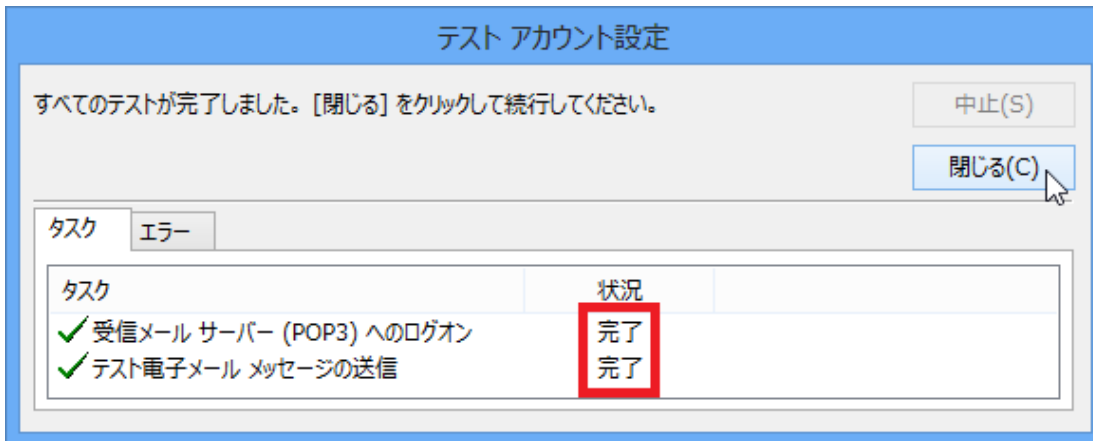 テスト アカウント設定
すべてのテストが完了しました。[閉じる] をクリックして続行してください。
中止(S)
閉じる(C)
タスク エラー
タスク 状況
受信メール サーバー (POP3) へのログオン 完了
テスト電子メール メッセージの送信 完了